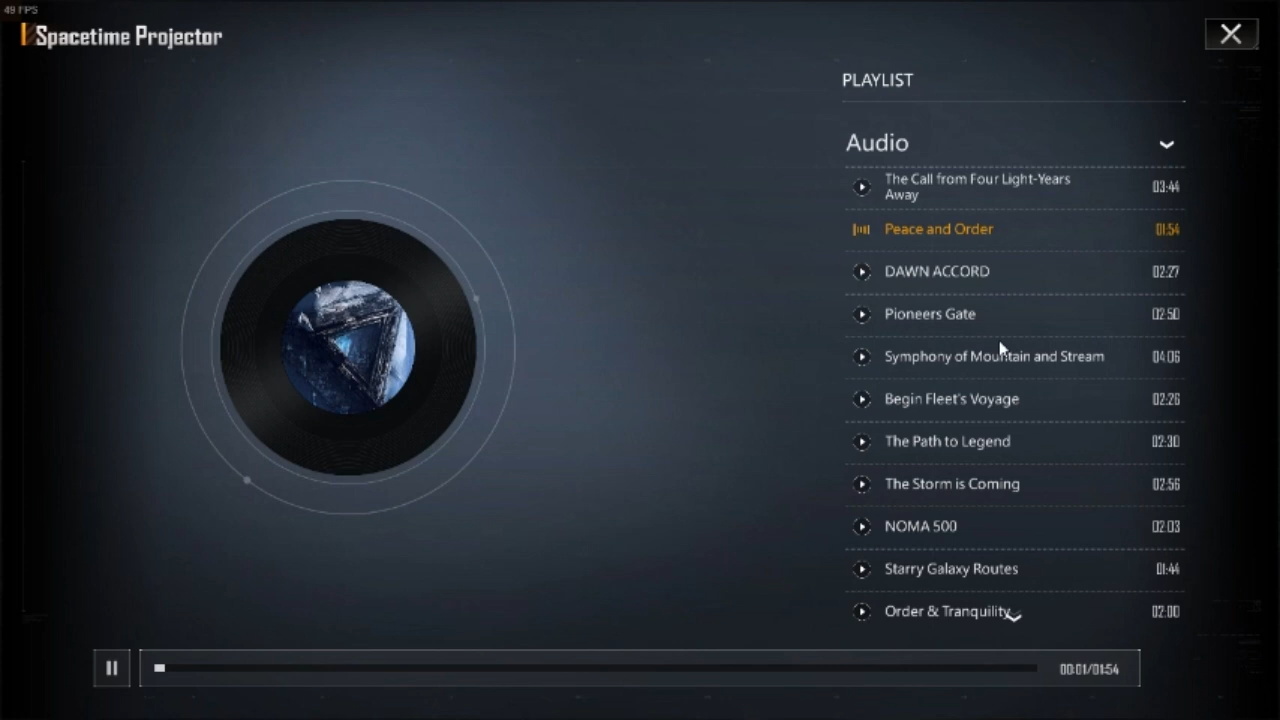 49 FPS
Spacetime Projector
PLAYLIST
Audio
The Call from Four Light-Years
Away
03:44
Peace and Order 01:54
DAWN ACCORD 02:27
Pioneers Gate 02:50
Symphony of Mountain and Stream 04:06
Begin Fleet's Voyage 02:26
The Path to Legend 02:30
The Storm is Coming 02:56
NOMA 500 02:03
Starry Galaxy Routes 01:44
Order & Tranquility 02:00
00:01/01:54